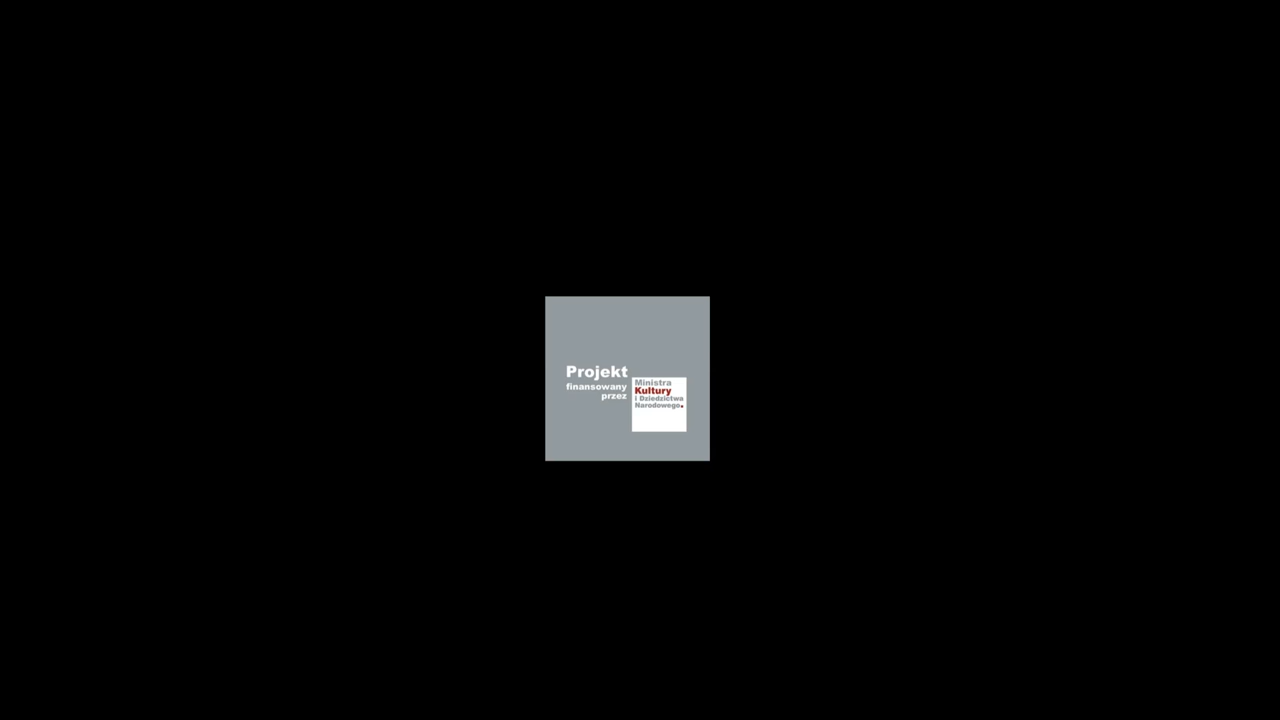 Projekt
finansowany
przez
Ministra
Kultury
i Dziedzictwa
Narodowego.